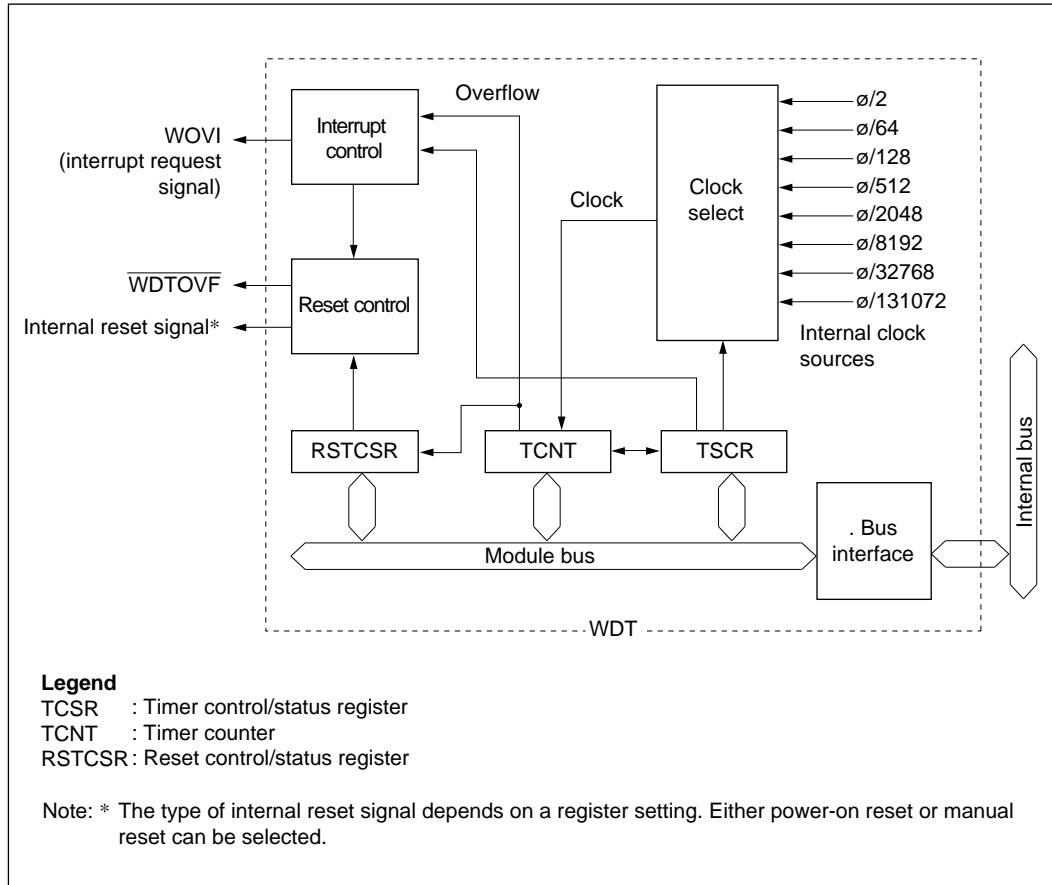 Overflow
Interrupt
control
WOVI
(interrupt request
signal)
Clock
Clock
select
ø/2
ø/64
ø/128
ø/512
ø/2048
ø/8192
ø/32768
ø/131072
Internal clock
sources
WDTOVF
Internal reset signal*
Reset control
RSTCSR
TCNT
TSCR
Module bus
. Bus
interface
Internal bus
WDT
Legend
TCSR : Timer control/status register
TCNT : Timer counter
RSTCSR : Reset control/status register
Note: * The type of internal reset signal depends on a register setting. Either power-on reset or manual
reset can be selected.